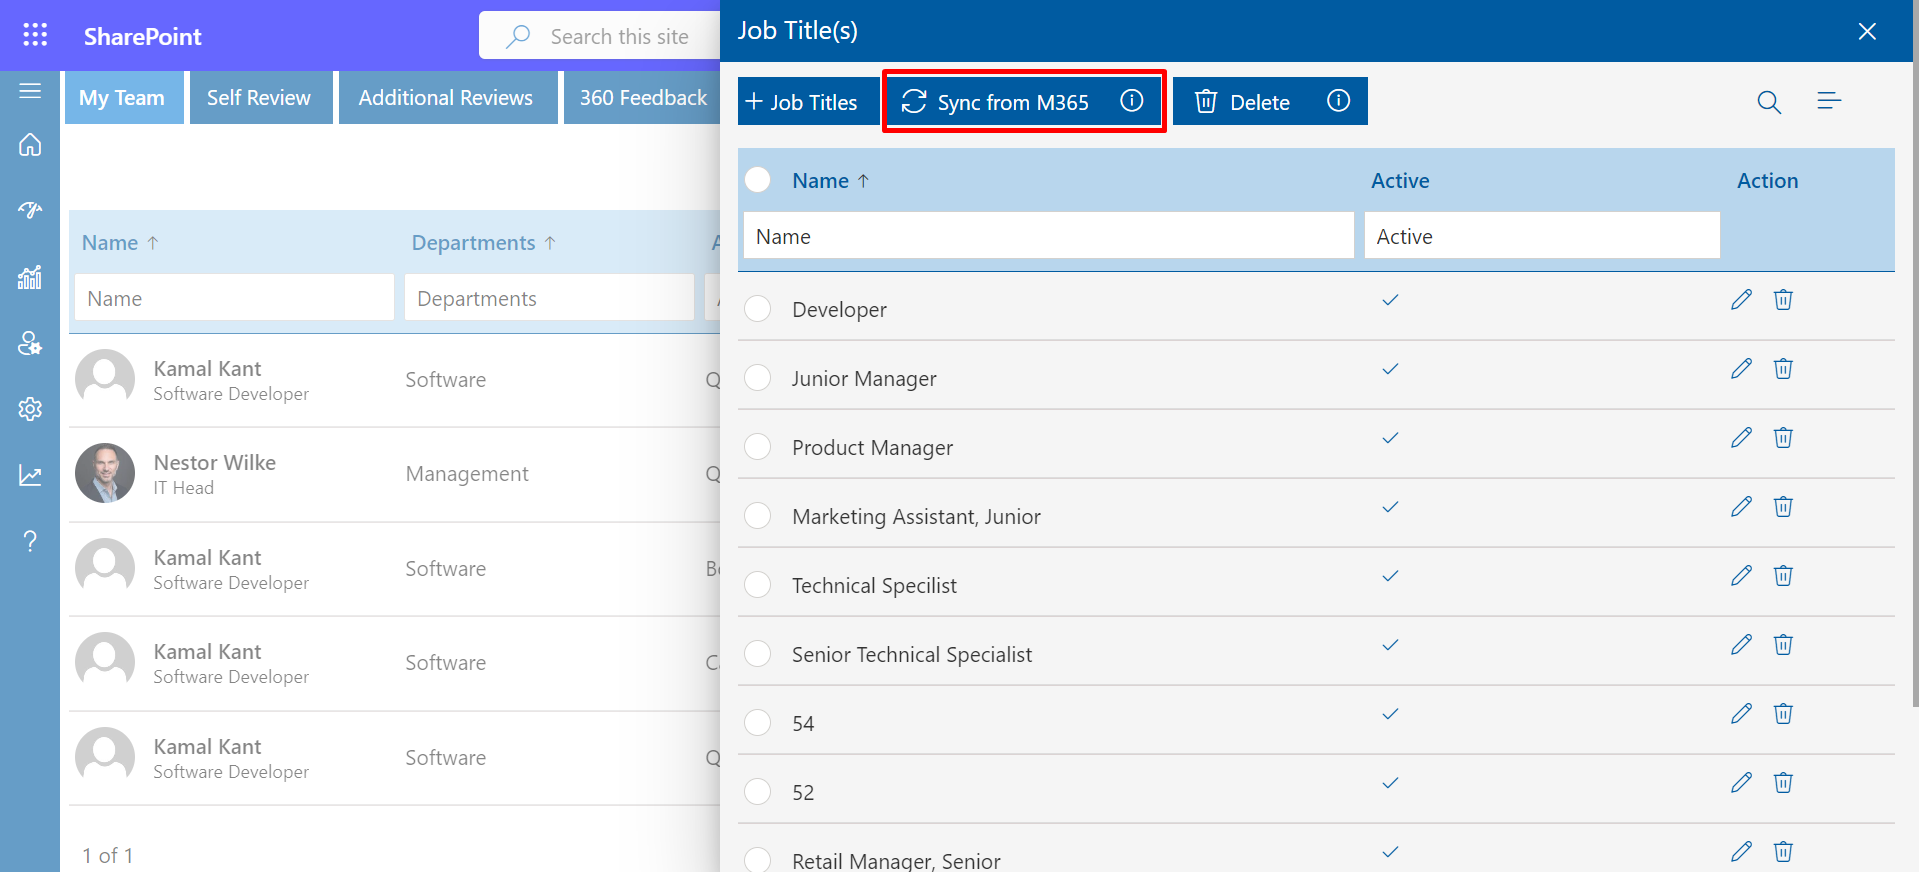 SharePoint
Search this site
My Team
Self Review
Additional Reviews
360 Feedback
Name ↑
Departments ↑
Name
Departments
Kamal Kant
Software Developer
Software
Nestor Wilke
IT Head
Management
Kamal Kant
Software Developer
Software
Kamal Kant
Software Developer
Software
Kamal Kant
Software Developer
Software
1 of 1
Job Title(s)
+ Job Titles
Sync from M365
Delete
Name ↑
Active
Action
Name
Active
Developer
Junior Manager
Product Manager
Marketing Assistant, Junior
Technical Specilist
Senior Technical Specialist
54
52
Retail Manager, Senior